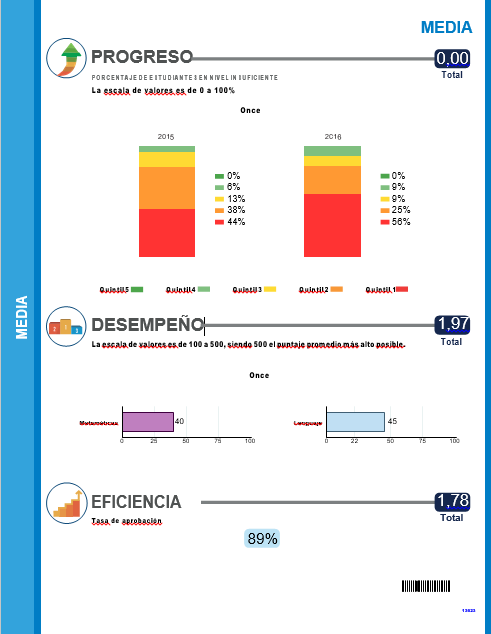 MEDIA
PROGRESO
0,00
PORCENTAJE DE ESTUDIANTES EN NIVEL INSUFICIENTE
Total
La escala de valores es de 0 a 100%
Once
2015
2016
0%
6%
13%
38%
44%
0%
9%
9%
25%
56%
Quintil 5
Quintil 4
Quintil 3
Quintil 2
Quintil 1
MEDIA
2 1 3
DESEMPEÑO
1,97
Total
La escala de valores es de 100 a 500, siendo 500 el puntaje promedio más alto posible.
Once
Matemáticas
40
0 25 50 75 100
Lenguaje
45
0 22 75 100
EFICIENCIA
1,78
Tasa de aprobación
Total
89%